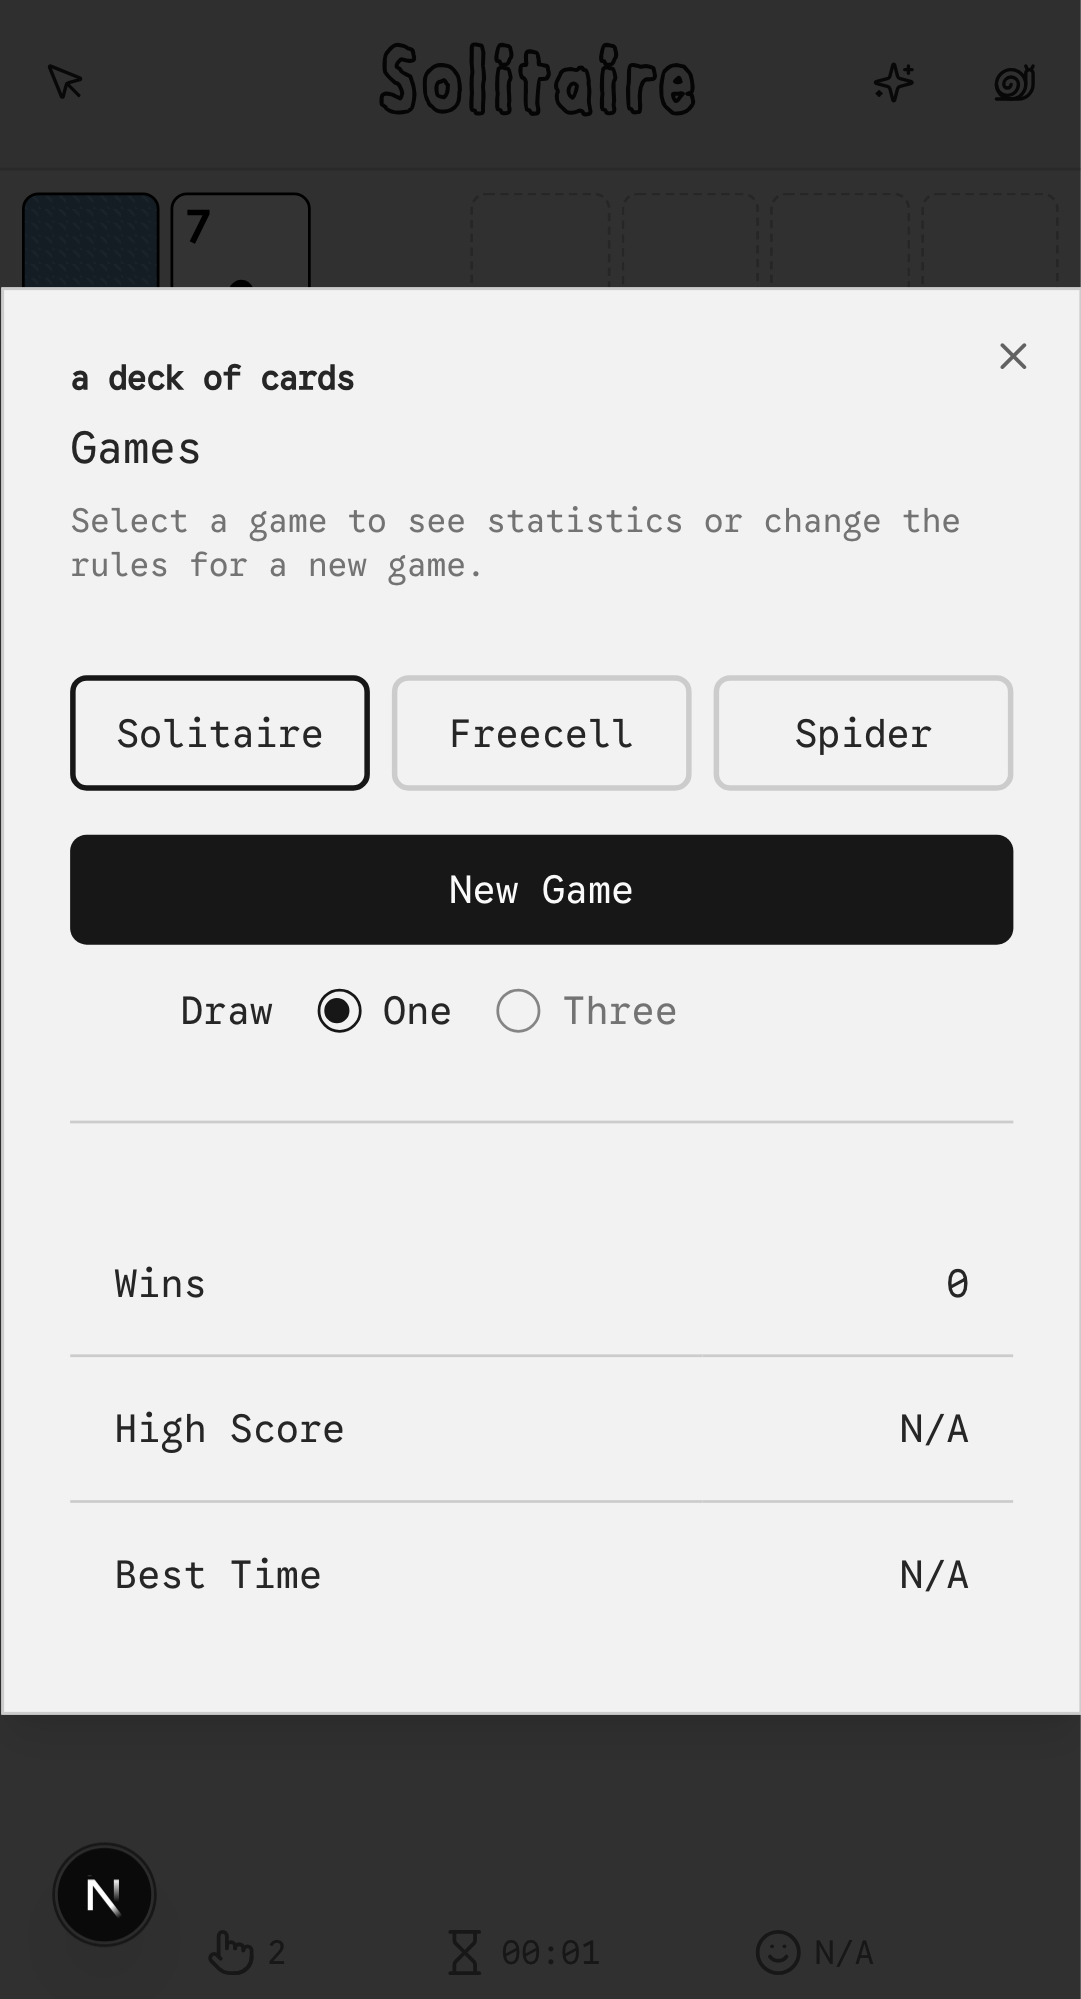 Solitaire
7
a deck of cards
Games
Select a game to see statistics or change the
rules for a new game.
Solitaire Freecell Spider
New Game
Draw One Three
Wins 0
High Score N/A
Best Time N/A
N
2 00:01 N/A